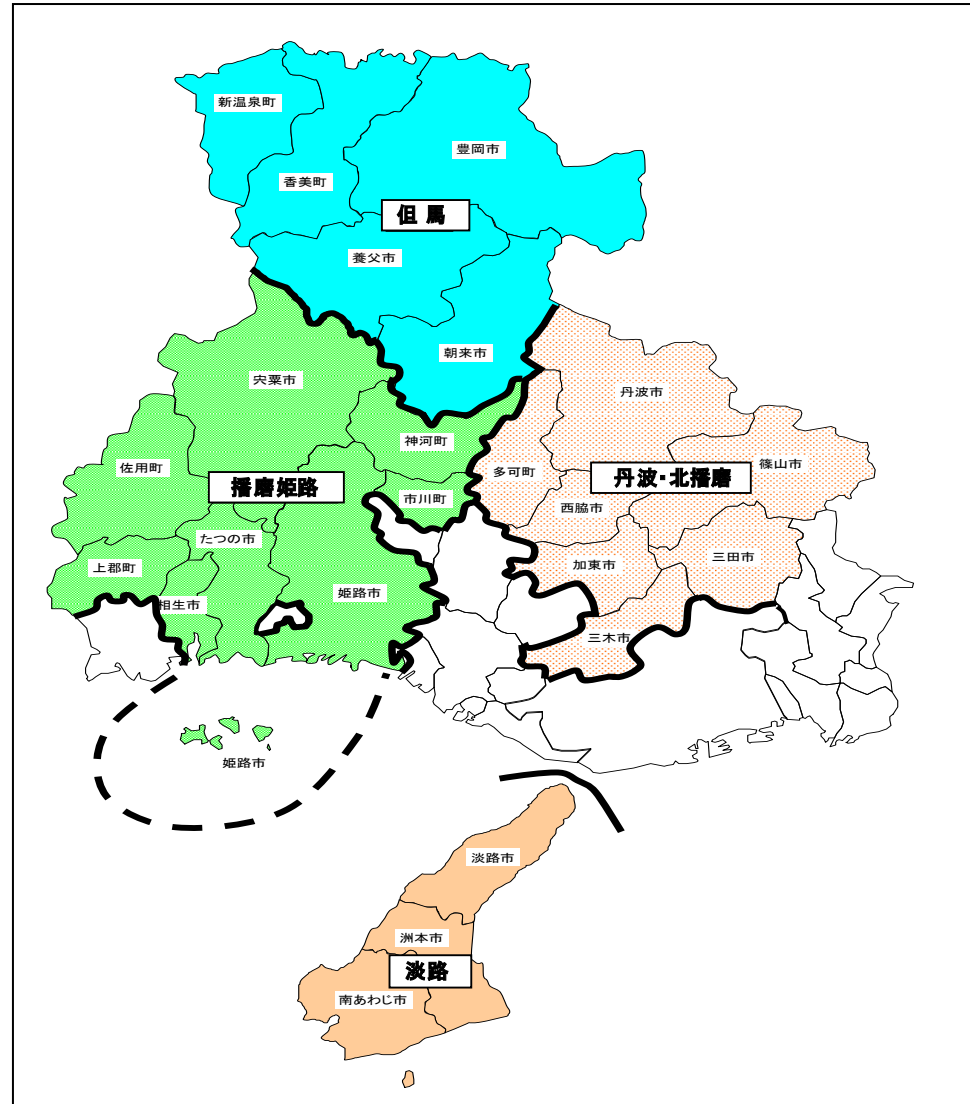 新温泉町
豊岡市
香美町
但馬
養父市
朝来市
宍粟市
丹波市
神河町
佐用町
多可町
篠山市
播磨姫路
丹波・北播磨
市川町
西脇市
たつの市
三田市
加東市
上郡町
姫路市
相生市
三木市
姫路市
淡路市
洲本市
淡路
南あわじ市